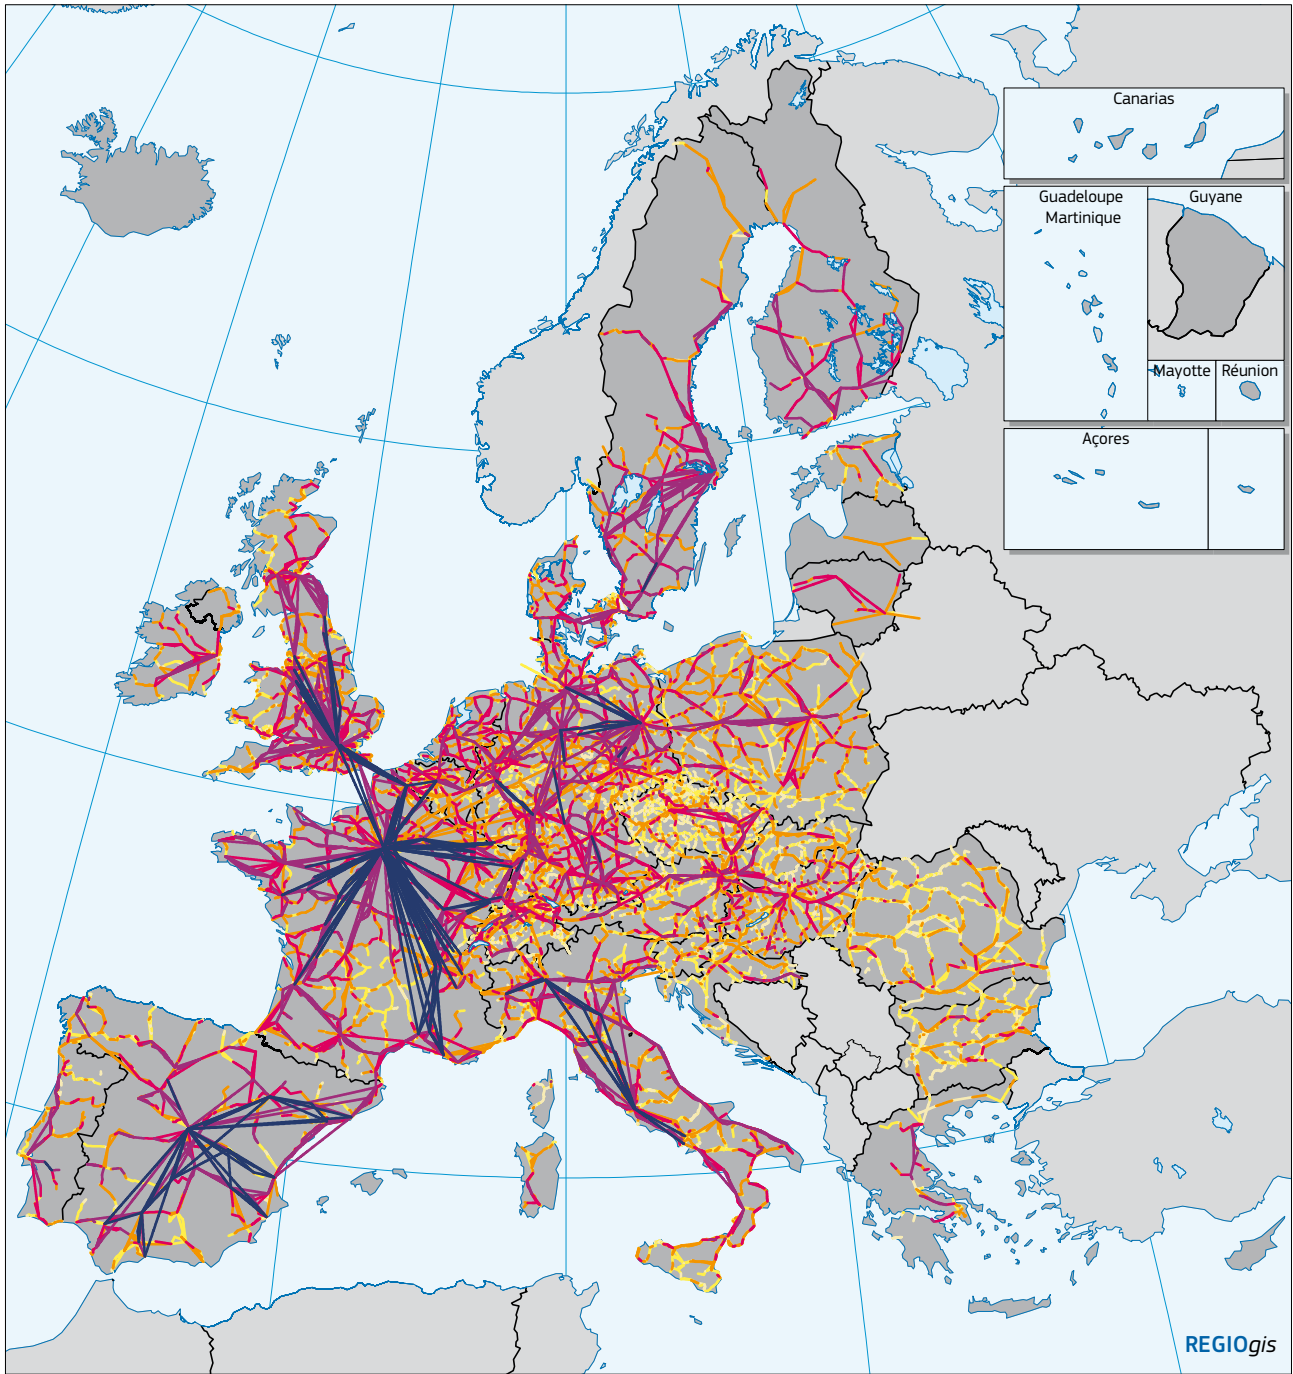 Canarias
Guadeloupe
Martinique
Guyane
Mayotte
Réunion
Açores
REGIOgis